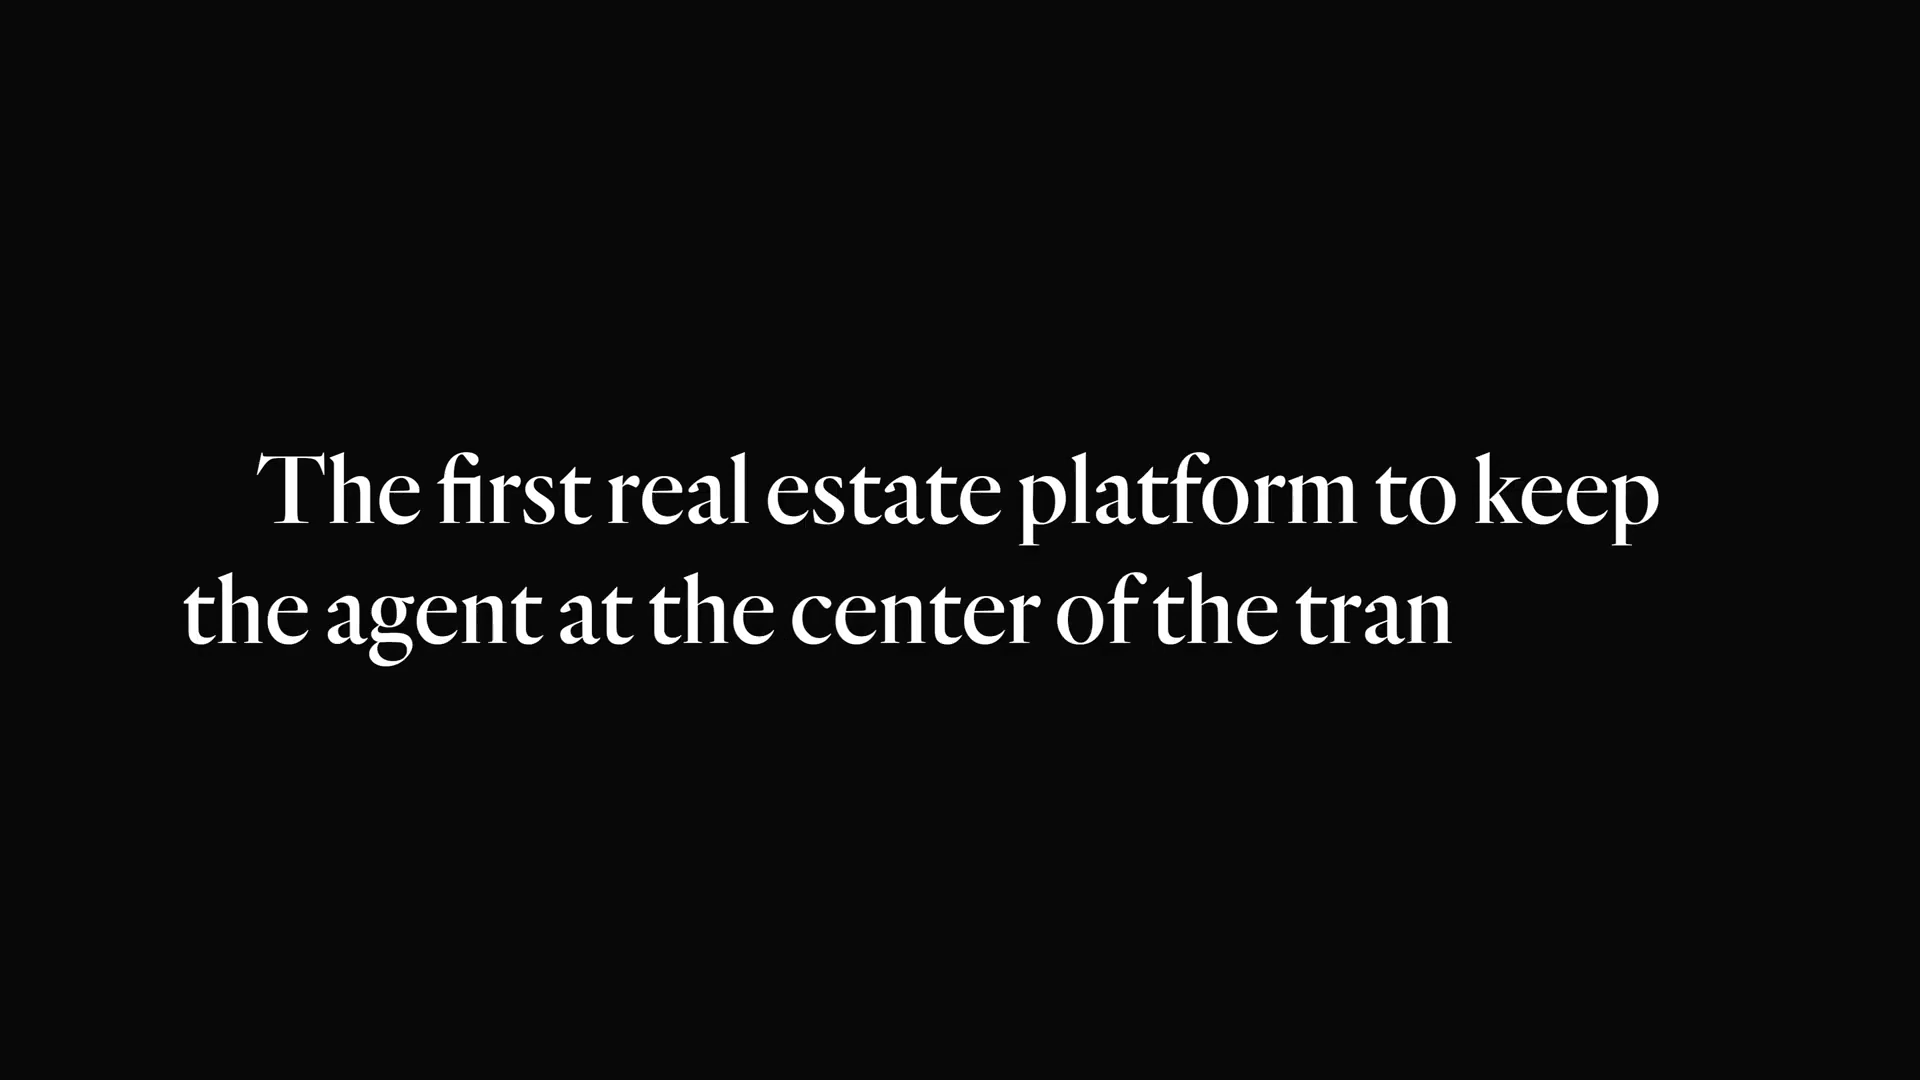 The first real estate platform to keep
the agent at the center of the tran